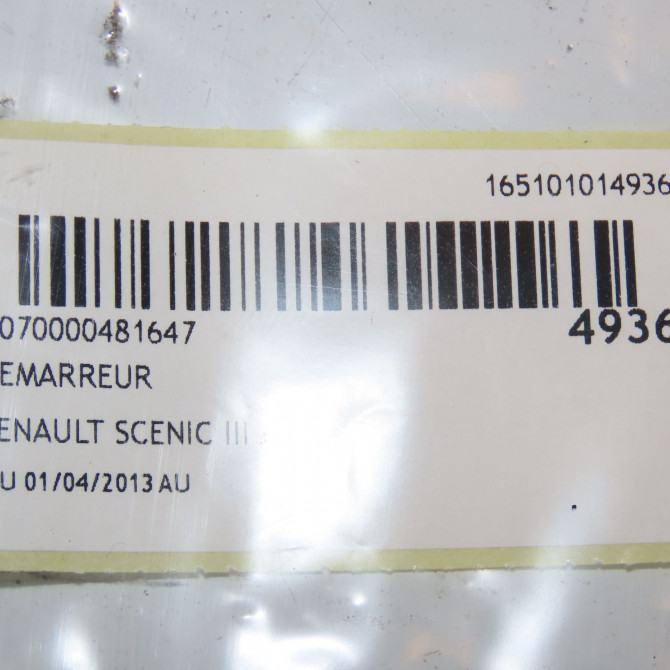 165101014936
070000481647
4936
EMARREUR
ENAULT SCENIC III
U 01/04/2013 AU